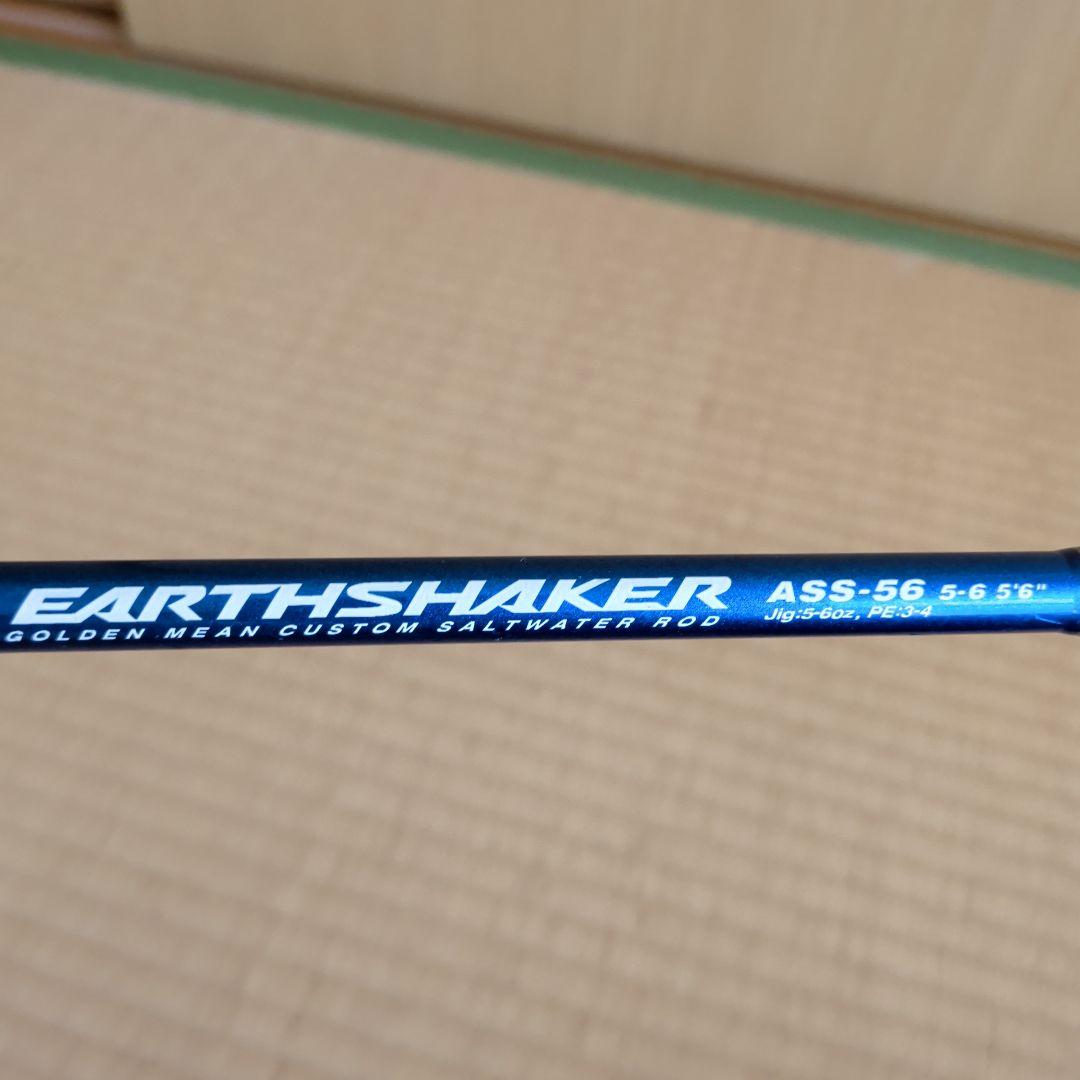 EARTHSHAKER
GOLDEN MEAN CUSTOM SALTWATER ROD
ASS-56 5-6 5'6"
Jig:5-6oz, PE:3-4